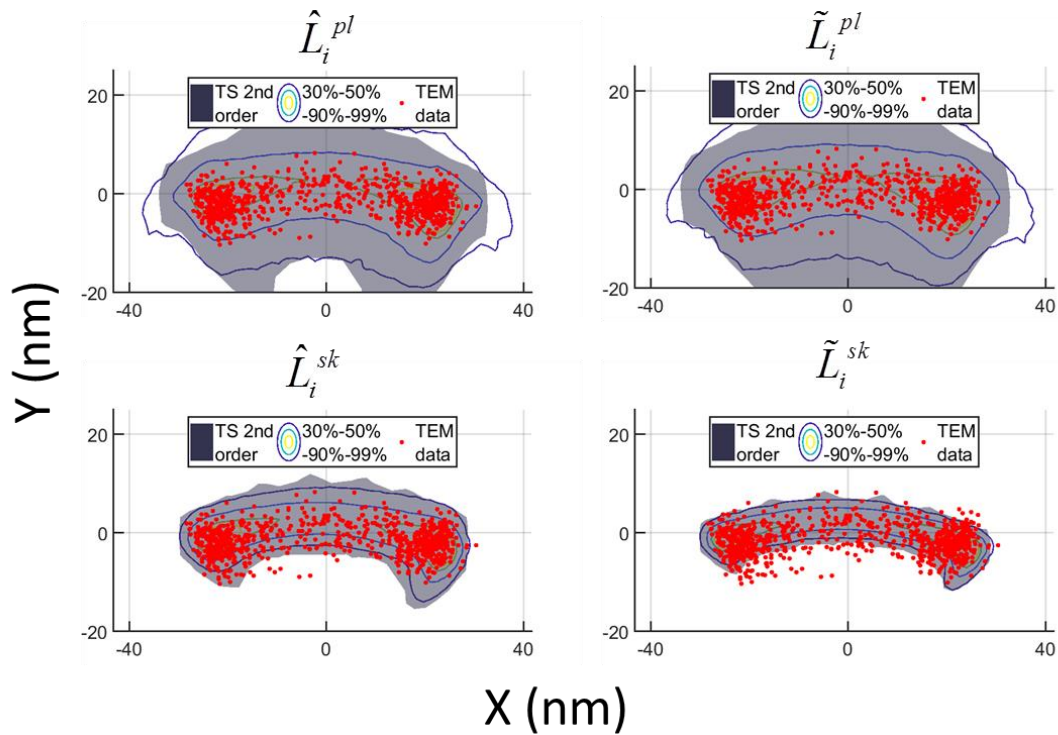 L̂ᵢᵖˡ
L̃ᵢᵖˡ
TS 2nd order
30%-50% -90%-99%
TEM data
TS 2nd order
30%-50% -90%-99%
TEM data
20
0
-20
-40
0
40
20
0
-20
-40
0
40
L̂ᵢˢᵏ
L̃ᵢˢᵏ
TS 2nd order
30%-50% -90%-99%
TEM data
TS 2nd order
30%-50% -90%-99%
TEM data
20
0
-20
-40
0
40
20
0
-20
-40
0
40
Y (nm)
X (nm)